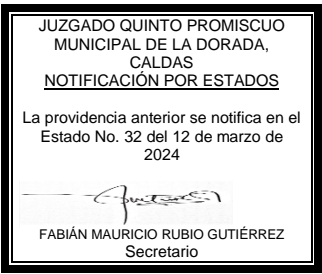 JUZGADO QUINTO PROMISCUO
MUNICIPAL DE LA DORADA,
CALDAS
NOTIFICACIÓN POR ESTADOS
La providencia anterior se notifica en el
Estado No. 32 del 12 de marzo de
2024
FABIÁN MAURICIO RUBIO GUTIÉRREZ
Secretario